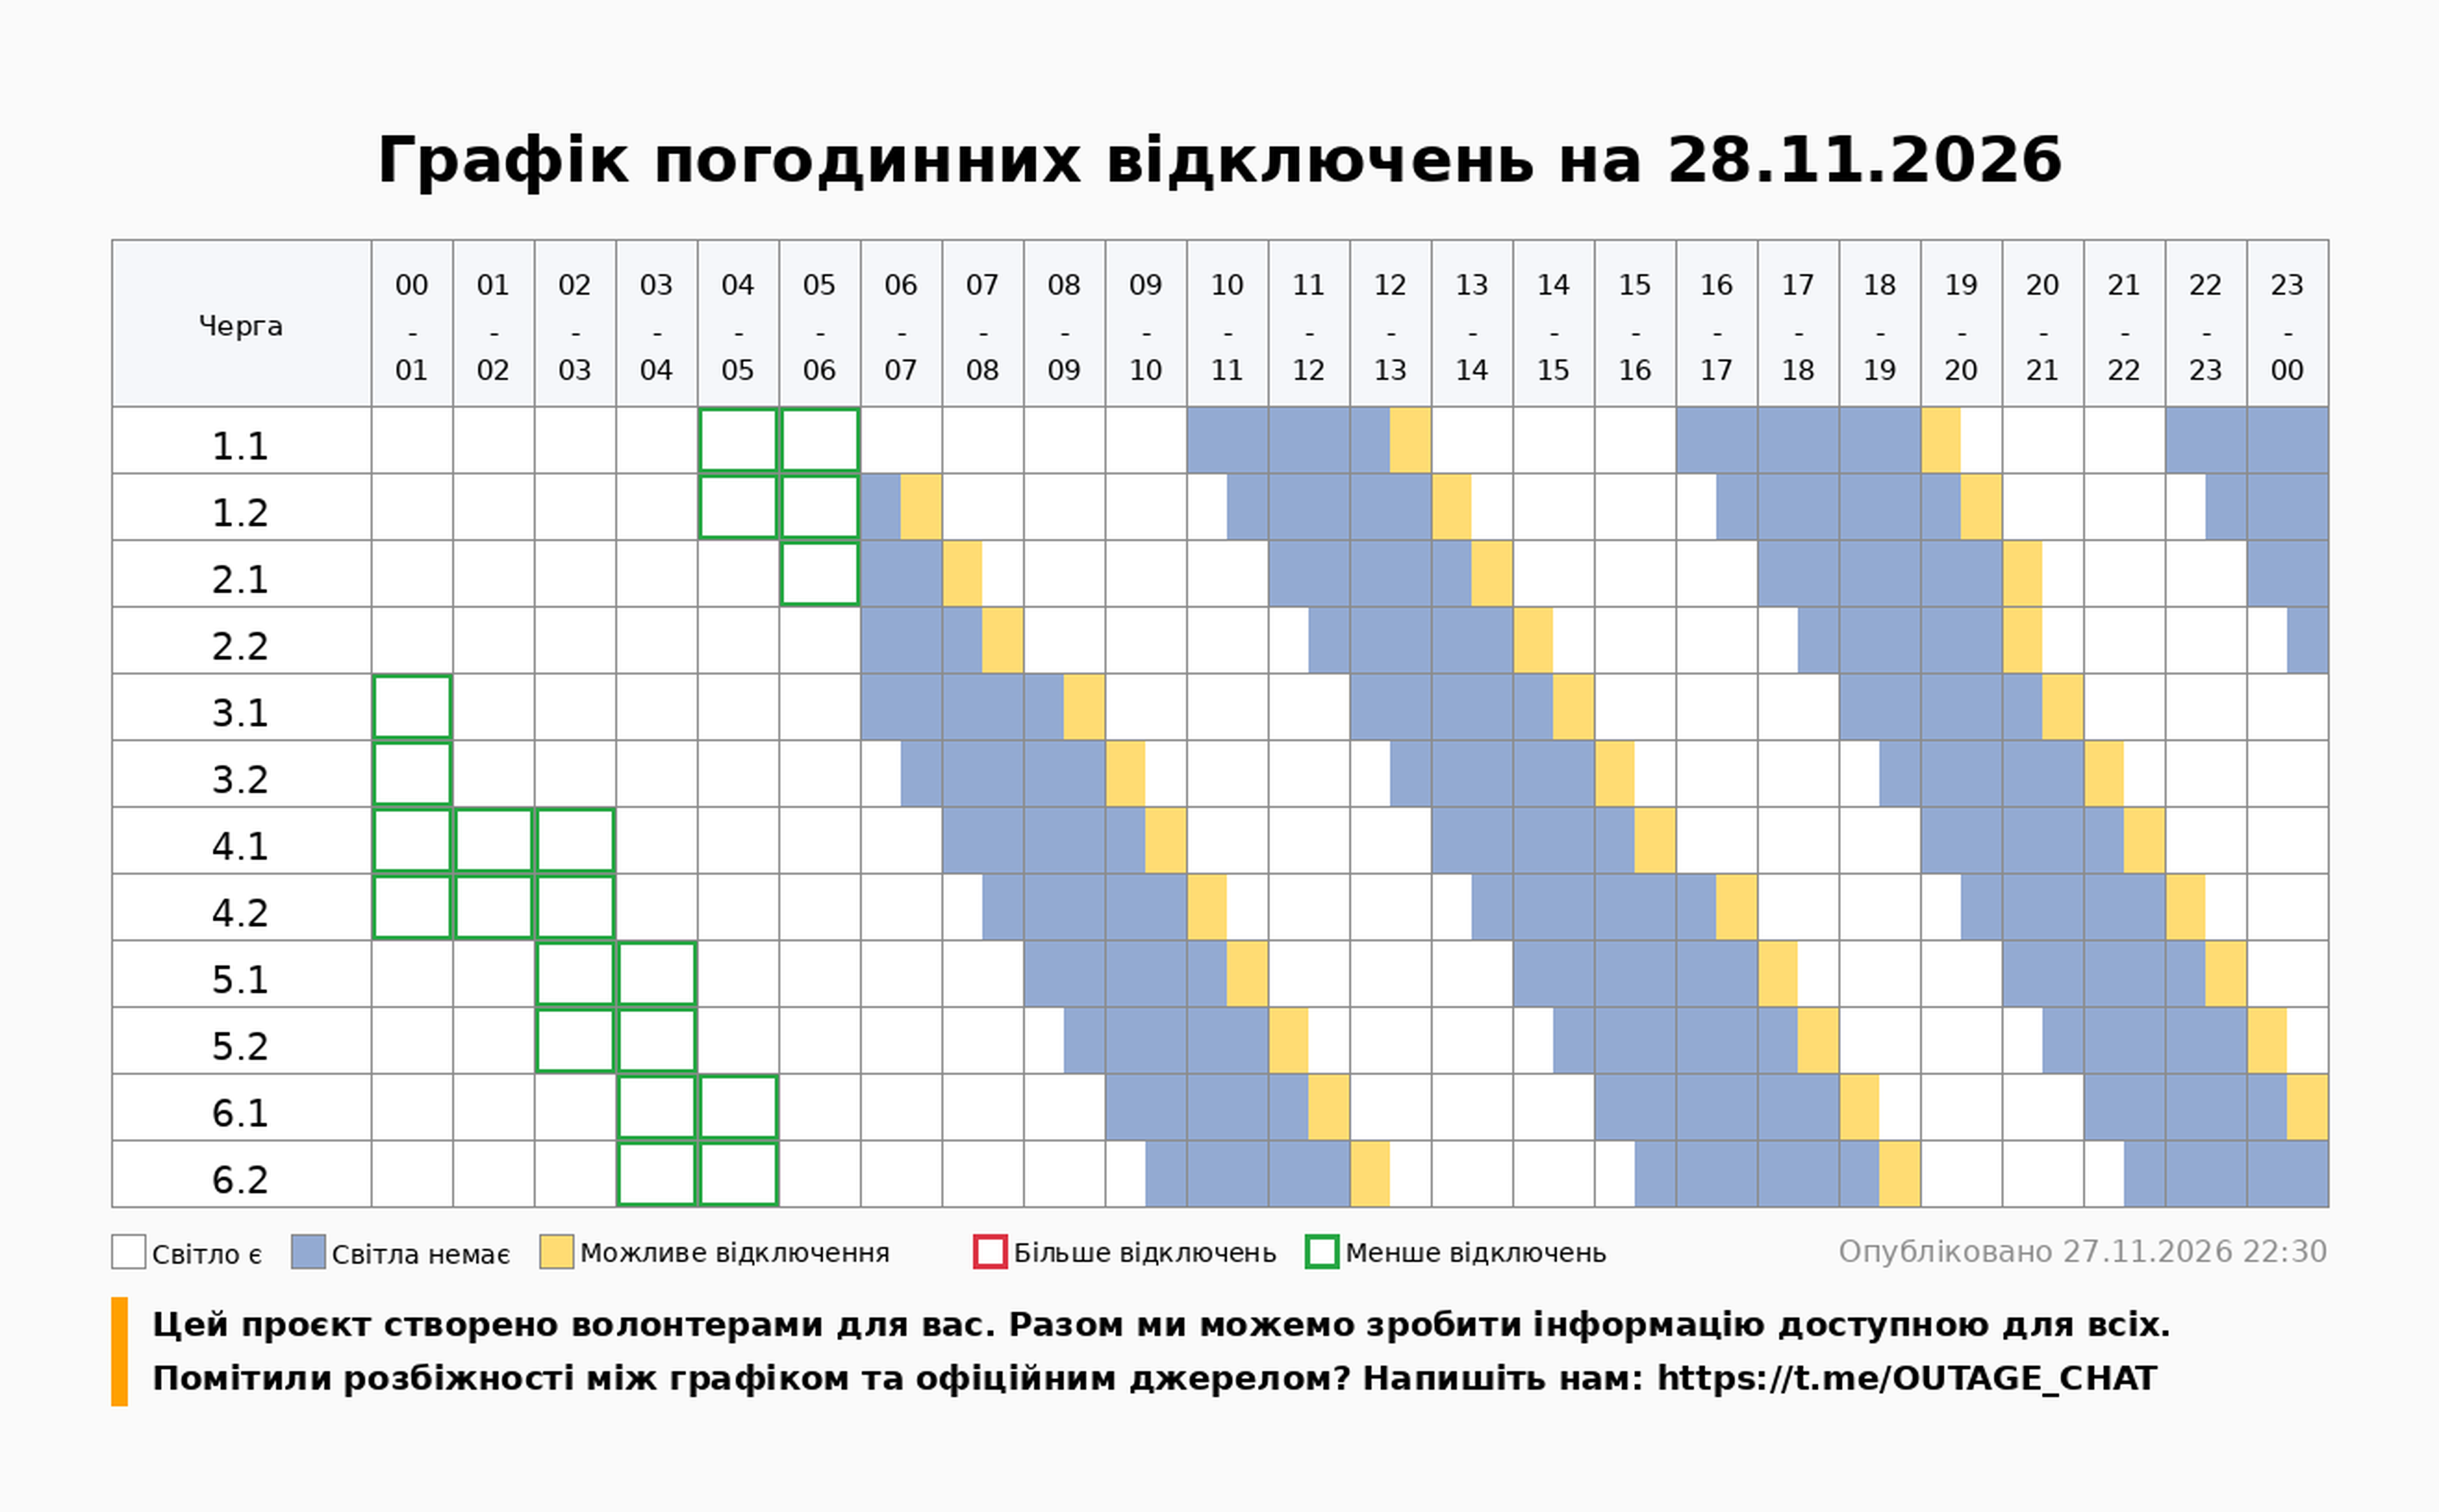 Графік погодинних відключень на 28.11.2026
Черга
00 - 01
01 - 02
02 - 03
03 - 04
04 - 05
05 - 06
06 - 07
07 - 08
08 - 09
09 - 10
10 - 11
11 - 12
12 - 13
13 - 14
14 - 15
15 - 16
16 - 17
17 - 18
18 - 19
19 - 20
20 - 21
21 - 22
22 - 23
23 - 00
1.1
1.2
2.1
2.2
3.1
3.2
4.1
4.2
5.1
5.2
6.1
6.2
Світло є
Світла немає
Можливе відключення
Більше відключень
Менше відключень
Опубліковано 27.11.2026 22:30
Цей проєкт створено волонтерами для вас. Разом ми можемо зробити інформацію доступною для всіх.
Помітили розбіжності між графіком та офіційним джерелом? Напишіть нам: https://t.me/OUTAGE_CHAT